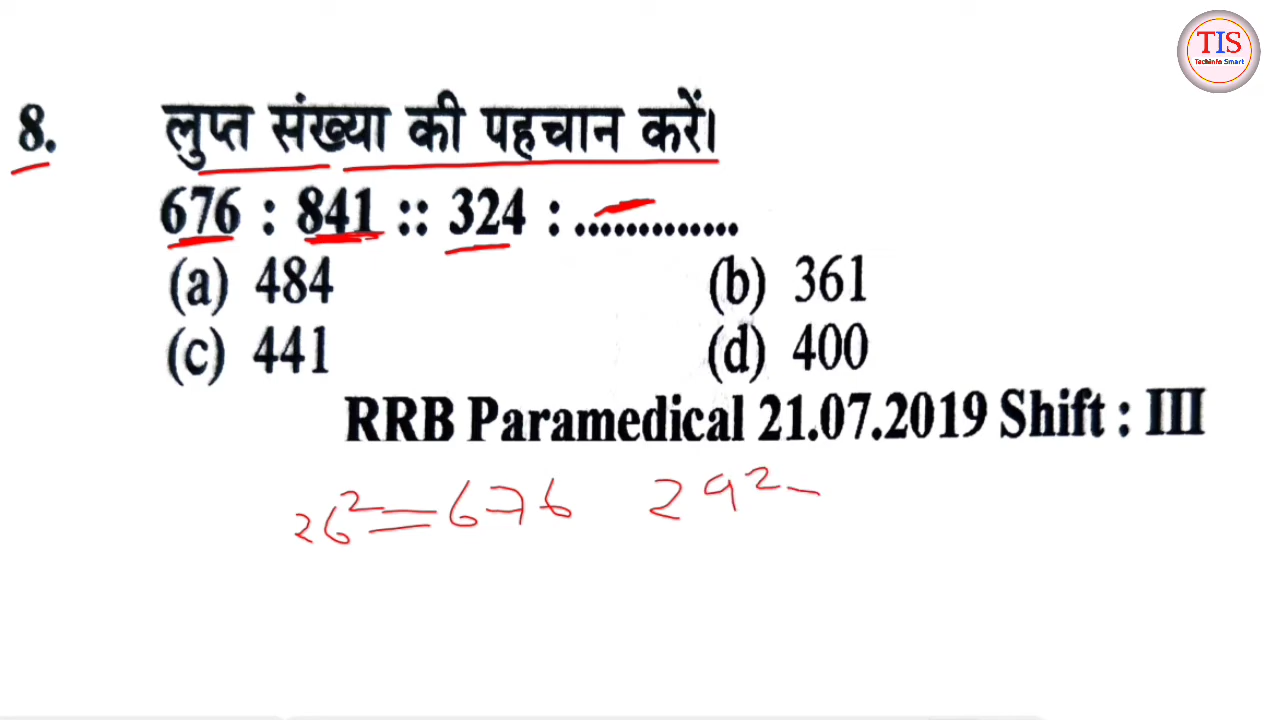 TIS
Techinfo Smart
8. लुप्त संख्या की पहचान करें।
676 : 841 :: 324 : .............
(a) 484 (b) 361
(c) 441 (d) 400
RRB Paramedical 21.07.2019 Shift : III
26²=676 29²-